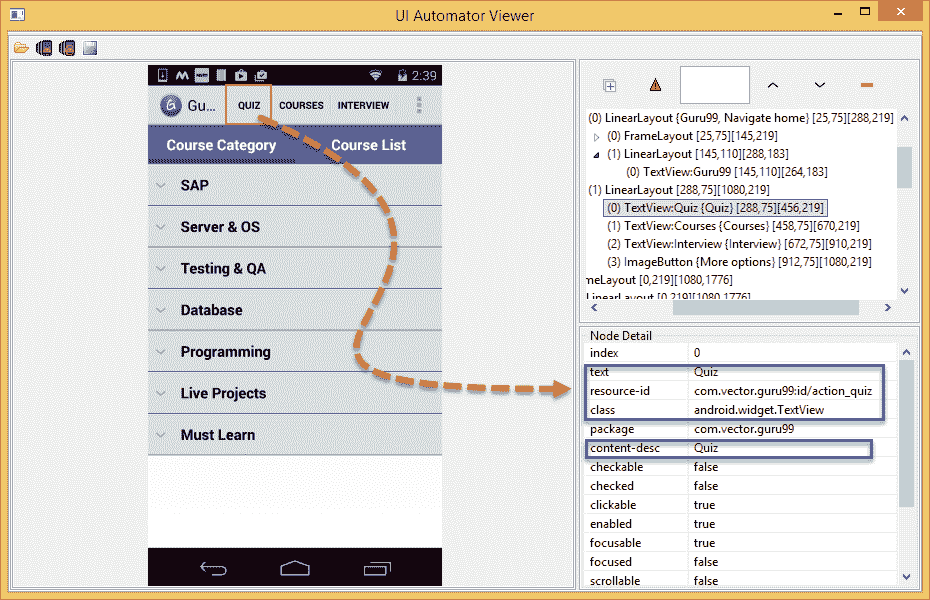 UI Automator Viewer
2:39
Gu... QUIZ COURSES INTERVIEW
Course Category Course List
SAP
Server & OS
Testing & QA
Database
Programming
Live Projects
Must Learn
(0) LinearLayout {Guru99, Navigate home} [25,75][288,219]
(0) FrameLayout [25,75][145,219]
(1) LinearLayout [145,110][288,183]
(0) TextView:Guru99 [145,110][264,183]
(1) LinearLayout [288,75][1080,219]
(0) TextView:Quiz {Quiz} [288,75][456,219]
(1) TextView:Courses {Courses} [458,75][670,219]
(2) TextView:Interview {Interview} [672,75][910,219]
(3) ImageButton {More options} [912,75][1080,219]
meLayout [0,219][1080,1776]
LinearLayout [0,219][1080,1776]
Node Detail
index 0
text Quiz
resource-id com.vector.guru99:id/action_quiz
class android.widget.TextView
package com.vector.guru99
content-desc Quiz
checkable false
checked false
clickable true
enabled true
focusable true
focused false
scrollable false